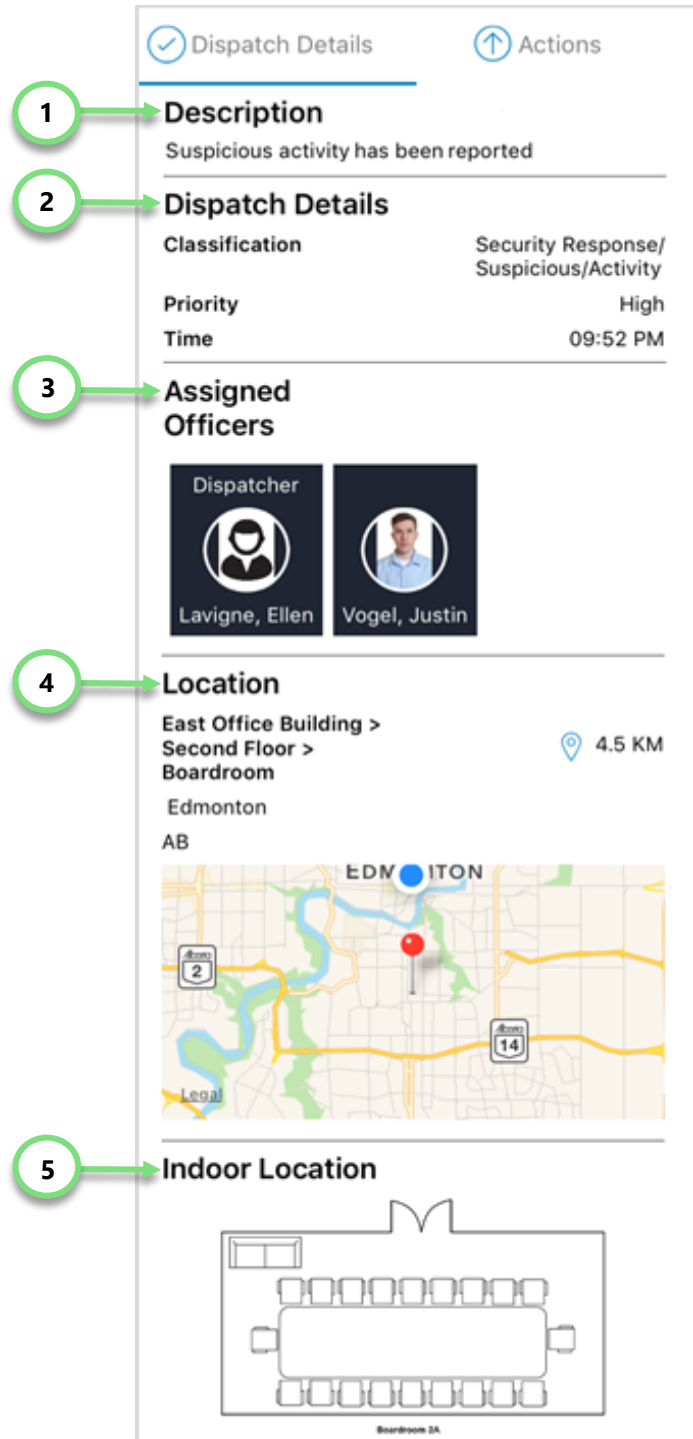 Dispatch Details
Actions
1
Description
Suspicious activity has been reported
2
Dispatch Details
Classification
Security Response/
Suspicious/Activity
Priority
High
Time
09:52 PM
3
Assigned
Officers
Dispatcher
Lavigne, Ellen
Vogel, Justin
4
Location
East Office Building >
Second Floor >
Boardroom
4.5 KM
Edmonton
AB
Alberta
2
Alberta
14
Legal
5
Indoor Location
Boardroom 2A